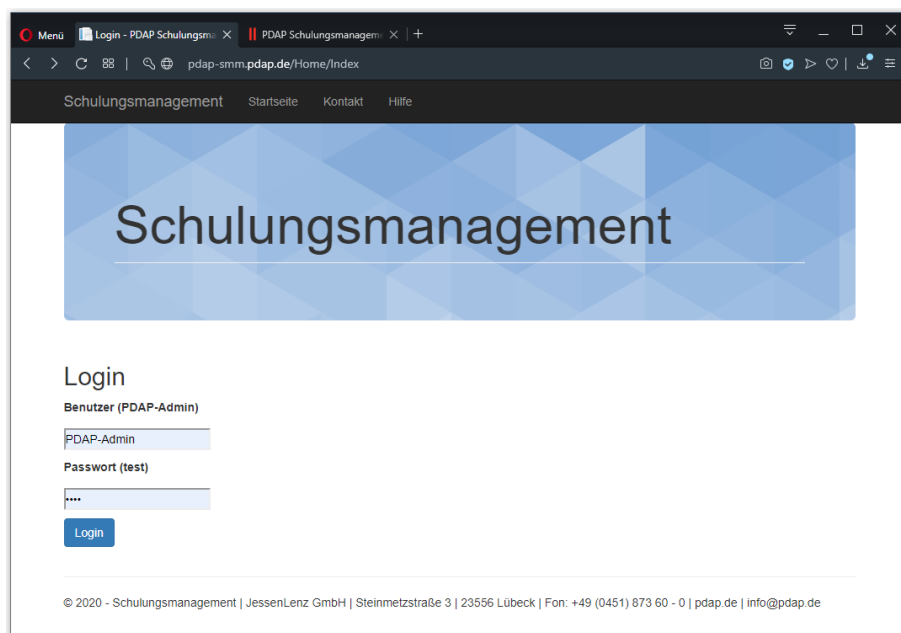 Menü Login - PDAP Schulungsma PDAP Schulungsmanageme
pdap-smm.pdap.de/Home/Index
Schulungsmanagement Startseite Kontakt Hilfe
Schulungsmanagement
Login
Benutzer (PDAP-Admin)
PDAP-Admin
Passwort (test)
••••
Login
© 2020 - Schulungsmanagement | JessenLenz GmbH | Steinmetzstraße 3 | 23556 Lübeck | Fon: +49 (0451) 873 60 - 0 | pdap.de | info@pdap.de